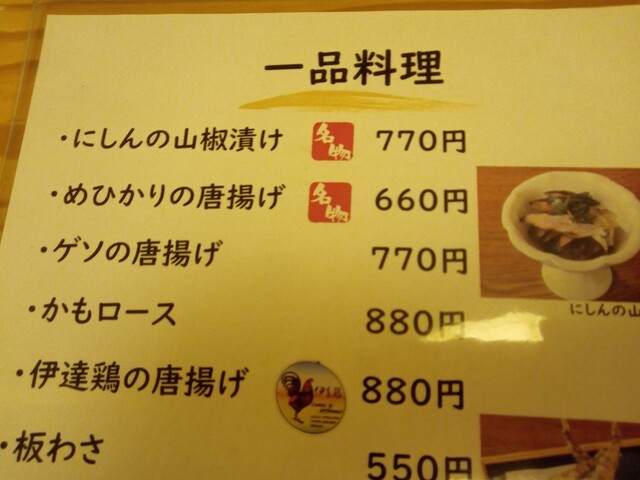 一品料理
・にしんの山椒漬け 名物 770円
・めひかりの唐揚げ 名物 660円
・ゲソの唐揚げ 770円
・かもロース 880円
にしんの山
・伊達鶏の唐揚げ 880円
・板わさ 550円